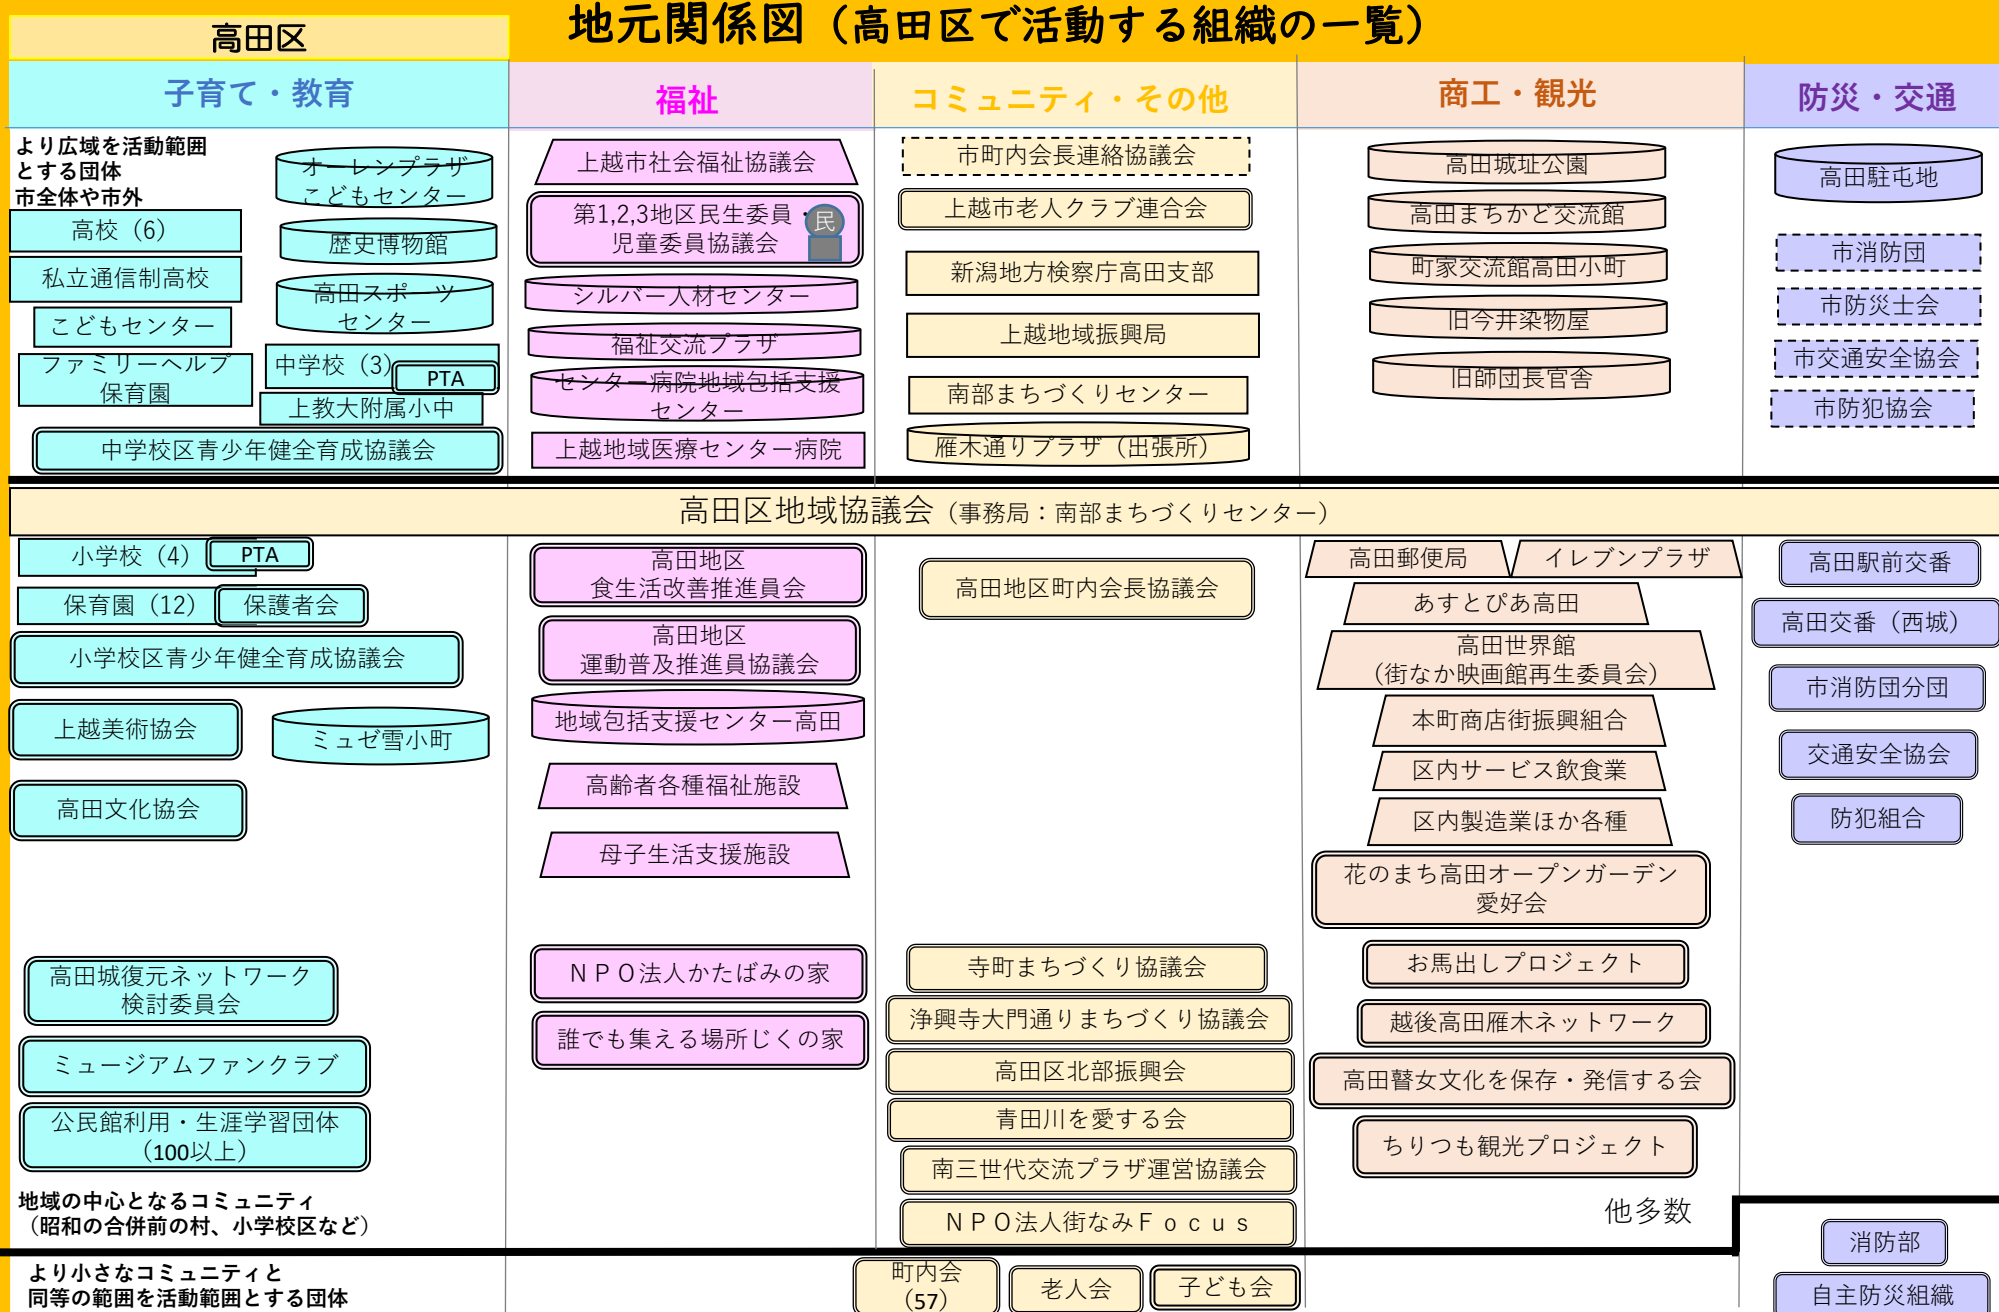 地元関係図（高田区で活動する組織の一覧）
高田区
子育て・教育
福祉
コミュニティ・その他
商工・観光
防災・交通
より広域を活動範囲
とする団体
市全体や市外
オーレンプラザ
こどもセンター
高校（6）
歴史博物館
私立通信制高校
高田スポーツ
センター
こどもセンター
ファミリーヘルプ
保育園
中学校（3）
PTA
上教大附属小中
中学校区青少年健全育成協議会
上越市社会福祉協議会
第1,2,3地区民生委員・
児童委員協議会
民
シルバー人材センター
福祉交流プラザ
センター病院地域包括支援
センター
上越地域医療センター病院
市町内会長連絡協議会
上越市老人クラブ連合会
新潟地方検察庁高田支部
上越地域振興局
南部まちづくりセンター
雁木通りプラザ（出張所）
高田城址公園
高田まちかど交流館
町家交流館高田小町
旧今井染物屋
旧師団長官舎
高田駐屯地
市消防団
市防災士会
市交通安全協会
市防犯協会
高田区地域協議会（事務局：南部まちづくりセンター）
小学校（4）
PTA
保育園（12）
保護者会
小学校区青少年健全育成協議会
上越美術協会
ミュゼ雪小町
高田文化協会
高田城復元ネットワーク
検討委員会
ミュージアムファンクラブ
公民館利用・生涯学習団体
（100以上）
地域の中心となるコミュニティ
（昭和の合併前の村、小学校区など）
高田地区
食生活改善推進員会
高田地区
運動普及推進員協議会
地域包括支援センター高田
高齢者各種福祉施設
母子生活支援施設
ＮＰＯ法人かたばみの家
誰でも集える場所じくの家
高田地区町内会長協議会
寺町まちづくり協議会
浄興寺大門通りまちづくり協議会
高田区北部振興会
青田川を愛する会
南三世代交流プラザ運営協議会
ＮＰＯ法人街なみＦｏｃｕｓ
高田郵便局
イレブンプラザ
あすとぴあ高田
高田世界館
（街なか映画館再生委員会）
本町商店街振興組合
区内サービス飲食業
区内製造業ほか各種
花のまち高田オープンガーデン
愛好会
お馬出しプロジェクト
越後高田雁木ネットワーク
高田瞽女文化を保存・発信する会
ちりつも観光プロジェクト
他多数
高田駅前交番
高田交番（西城）
市消防団分団
交通安全協会
防犯組合
より小さなコミュニティと
同等の範囲を活動範囲とする団体
町内会
（57）
老人会
子ども会
消防部
自主防災組織